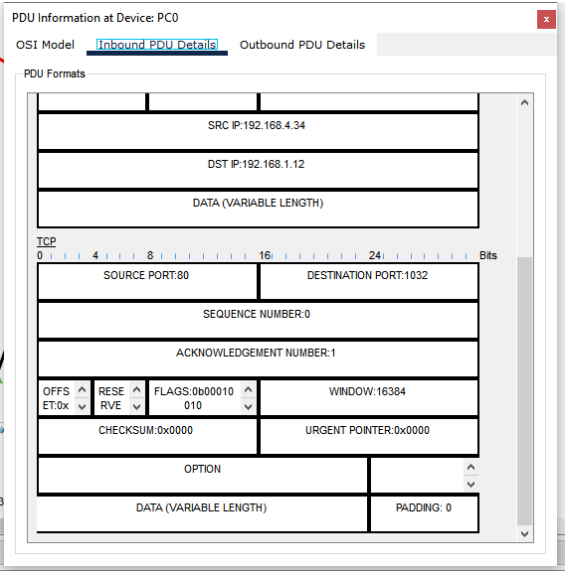 PDU Information at Device: PC0
x
OSI Model Inbound PDU Details Outbound PDU Details
PDU Formats
SRC IP:192.168.4.34
DST IP:192.168.1.12
DATA (VARIABLE LENGTH)
TCP
0 4 8 16 24 Bits
SOURCE PORT:80 DESTINATION PORT:1032
SEQUENCE NUMBER:0
ACKNOWLEDGEMENT NUMBER:1
OFFS RESE FLAGS:0b00010 WINDOW:16384
ET:0x RVE 010
CHECKSUM:0x0000 URGENT POINTER:0x0000
OPTION
DATA (VARIABLE LENGTH) PADDING: 0